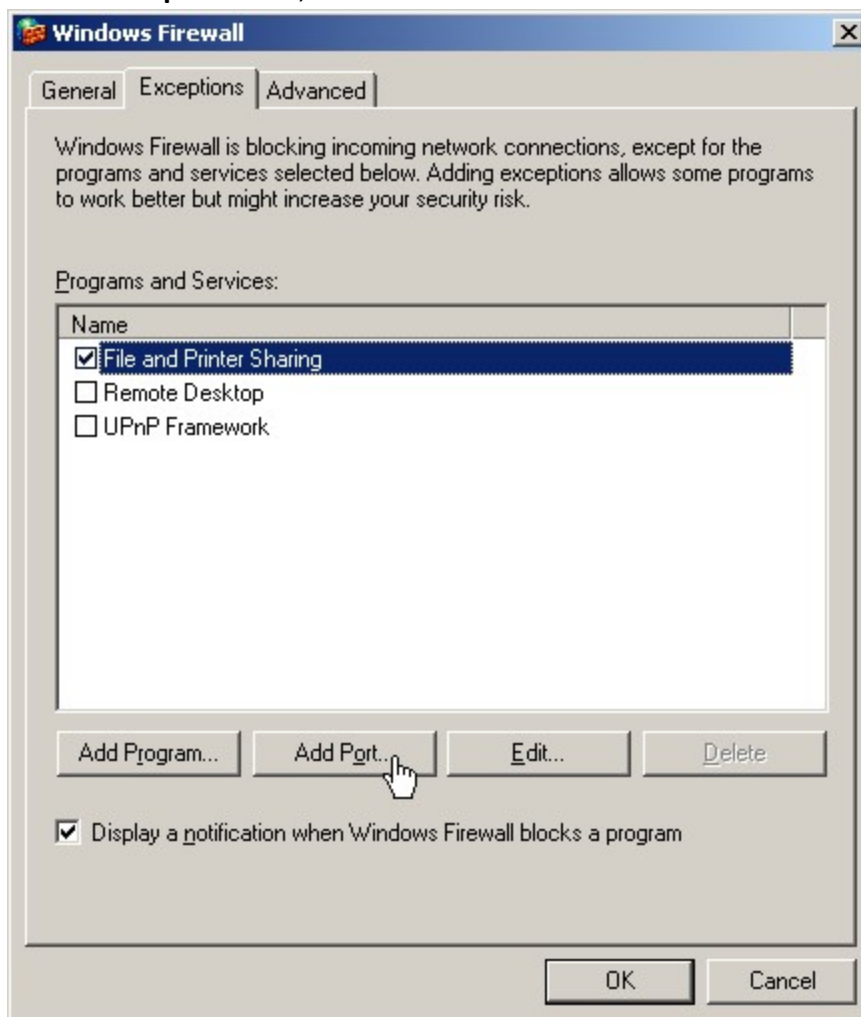 Windows Firewall
General Exceptions Advanced
Windows Firewall is blocking incoming network connections, except for the
programs and services selected below. Adding exceptions allows some programs
to work better but might increase your security risk.
Programs and Services:
Name
File and Printer Sharing
Remote Desktop
UPnP Framework
Add Program... Add Port... Edit... Delete
Display a notification when Windows Firewall blocks a program
OK Cancel